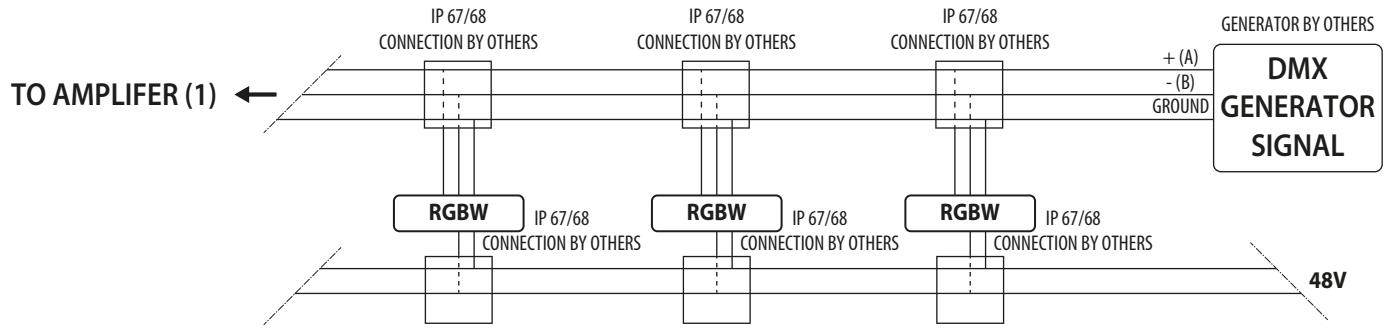 IP 67/68
CONNECTION BY OTHERS
IP 67/68
CONNECTION BY OTHERS
IP 67/68
CONNECTION BY OTHERS
GENERATOR BY OTHERS
TO AMPLIFER (1)
+ (A)
- (B)
GROUND
DMX
GENERATOR
SIGNAL
RGBW
IP 67/68
CONNECTION BY OTHERS
RGBW
IP 67/68
CONNECTION BY OTHERS
RGBW
IP 67/68
CONNECTION BY OTHERS
48V